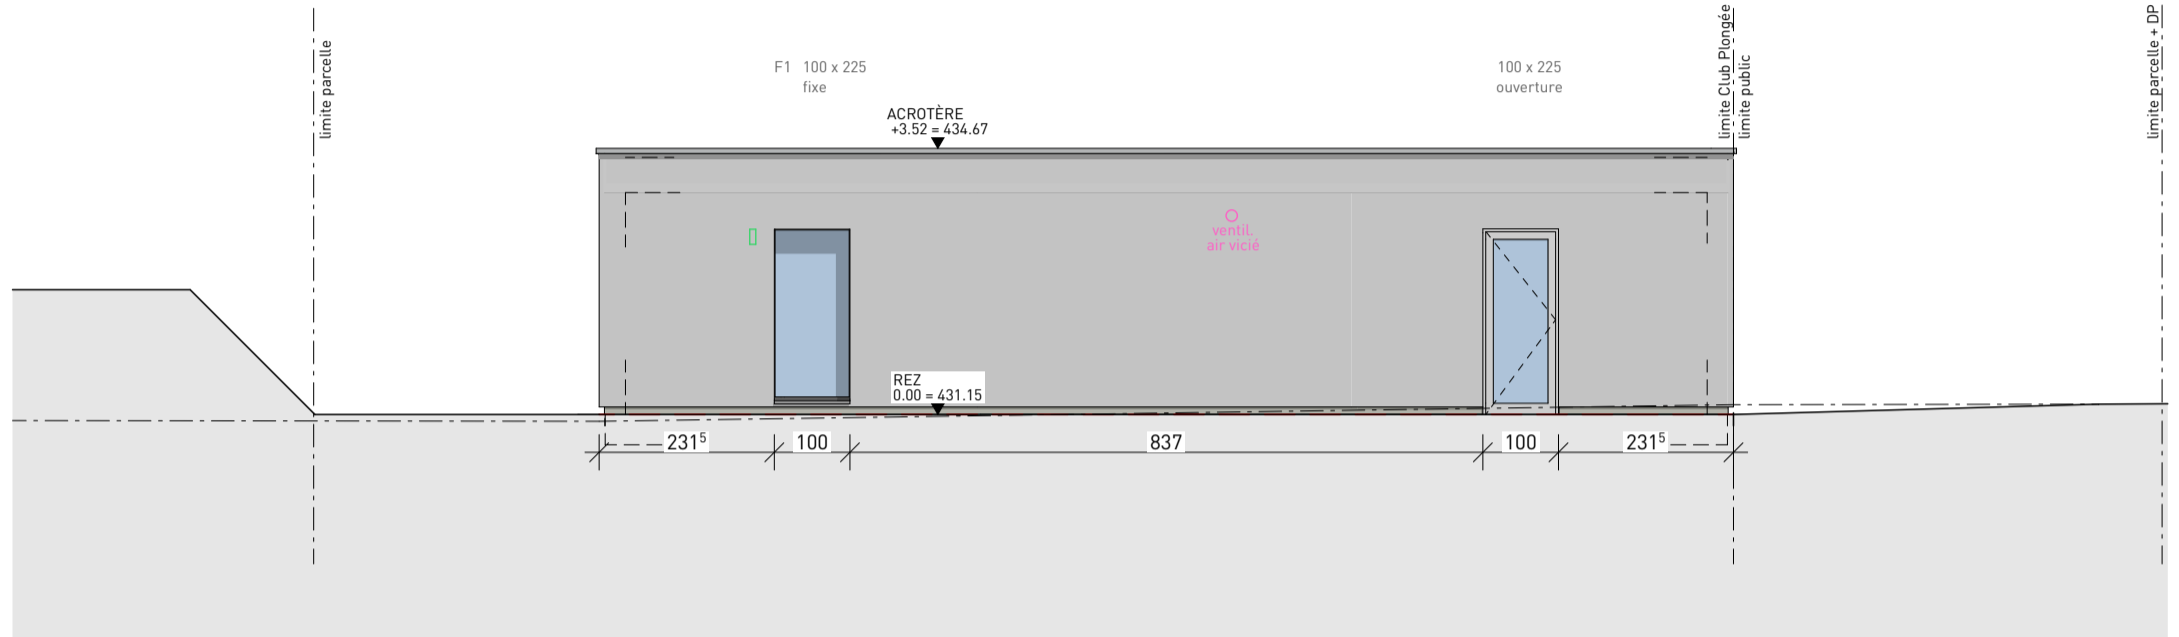 limite parcelle
F1 100 x 225
fixe
ACROTÈRE
+3.52 = 434.67
100 x 225
ouverture
limite Club Plongée
limite public
limite parcelle + DP
ventil.
air vicié
REZ
0.00 = 431.15
231⁵
100
837
100
231⁵